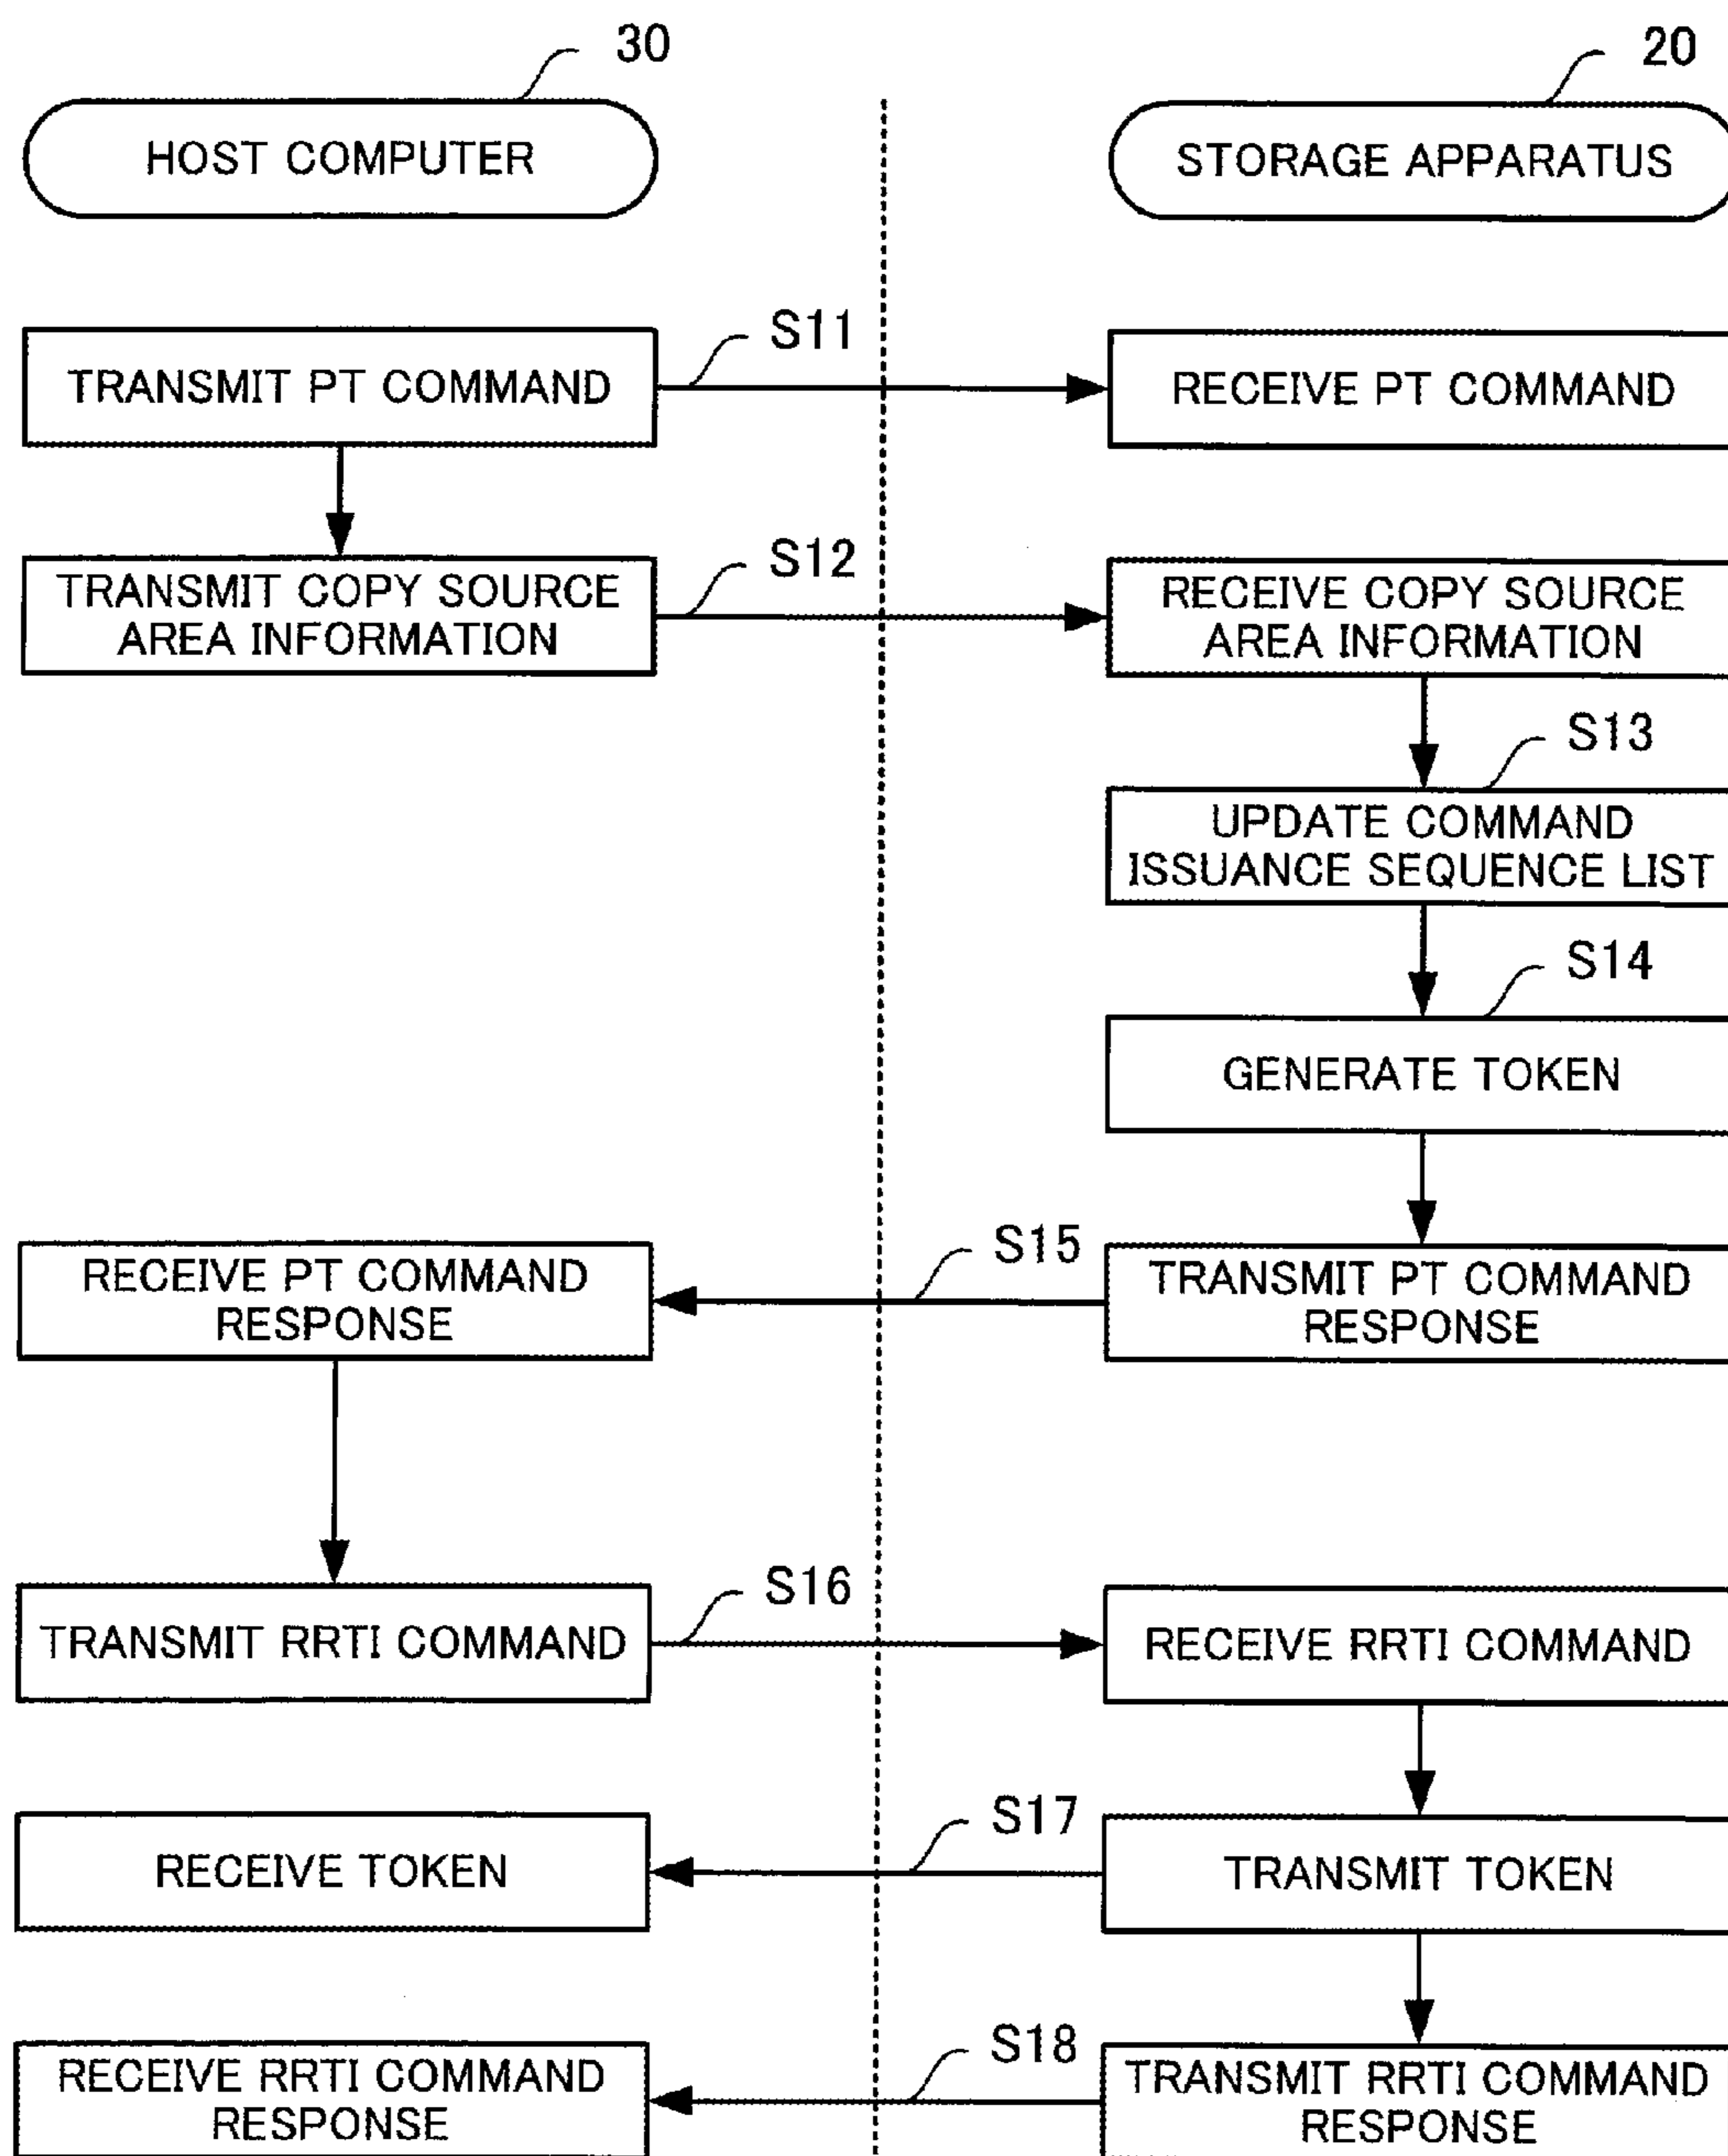 30
20
HOST COMPUTER
STORAGE APPARATUS
S11
TRANSMIT PT COMMAND
RECEIVE PT COMMAND
S12
TRANSMIT COPY SOURCE
AREA INFORMATION
RECEIVE COPY SOURCE
AREA INFORMATION
S13
UPDATE COMMAND
ISSUANCE SEQUENCE LIST
S14
GENERATE TOKEN
S15
RECEIVE PT COMMAND
RESPONSE
TRANSMIT PT COMMAND
RESPONSE
S16
TRANSMIT RRTI COMMAND
RECEIVE RRTI COMMAND
S17
RECEIVE TOKEN
TRANSMIT TOKEN
S18
RECEIVE RRTI COMMAND
RESPONSE
TRANSMIT RRTI COMMAND
RESPONSE